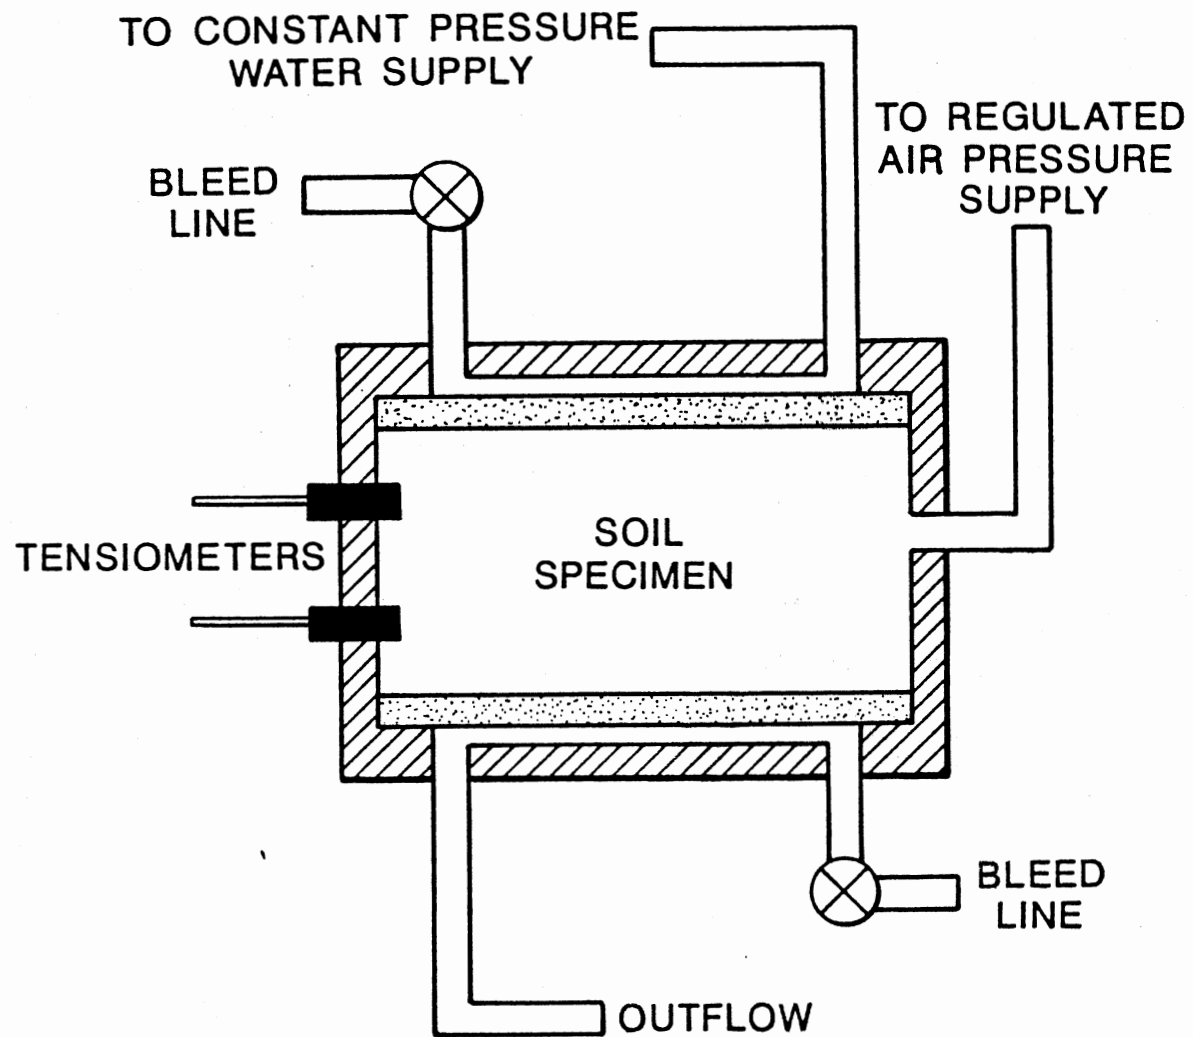 TO CONSTANT PRESSURE
WATER SUPPLY
TO REGULATED
AIR PRESSURE
SUPPLY
BLEED
LINE
SOIL
SPECIMEN
TENSIOMETERS
BLEED
LINE
OUTFLOW